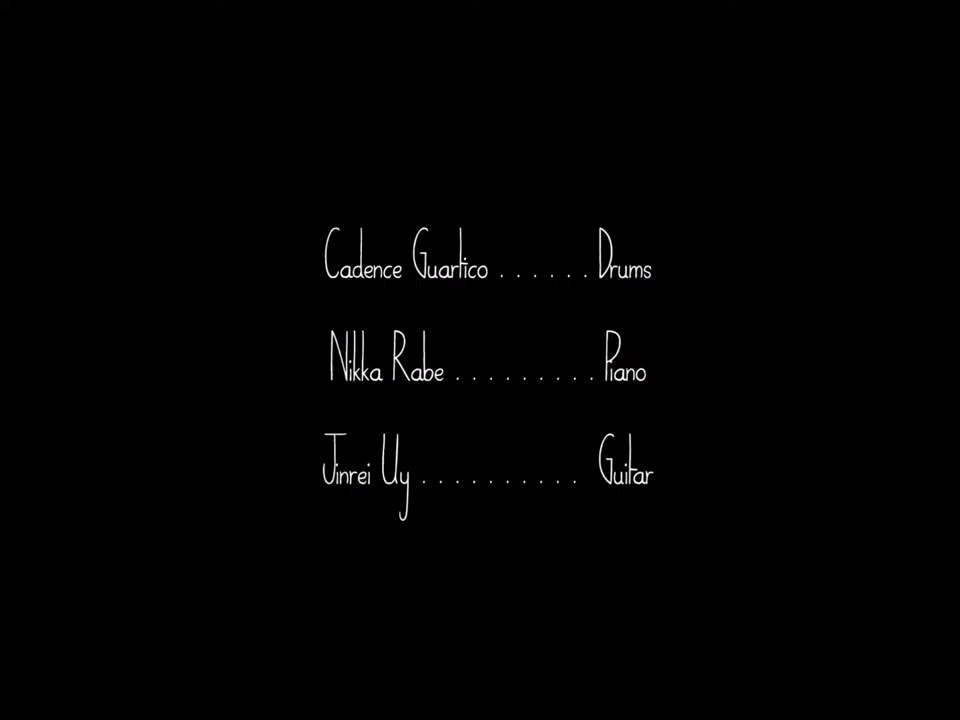 Cadence Guartico . . . . . . Drums
Nikka Rabe . . . . . . . . . Piano
Jinrei Uy . . . . . . . . . . Guitar